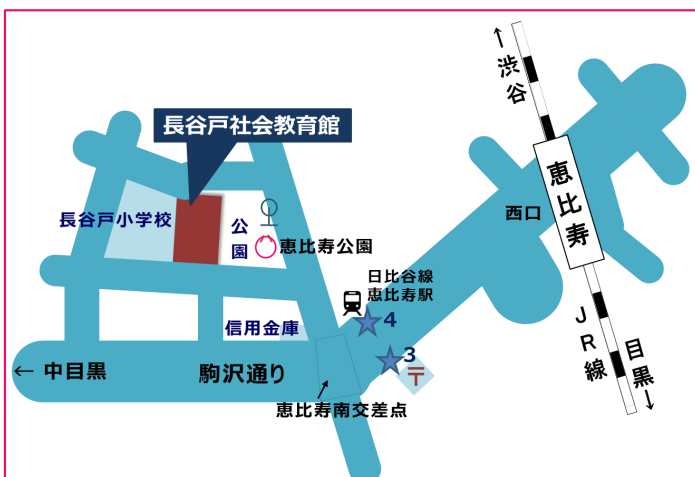 ←渋谷
長谷戸社会教育館
恵比寿
長谷戸小学校
公園
西口
恵比寿公園
日比谷線
恵比寿駅
4
信用金庫
3
〒
JR線
目黒→
← 中目黒
駒沢通り
恵比寿南交差点